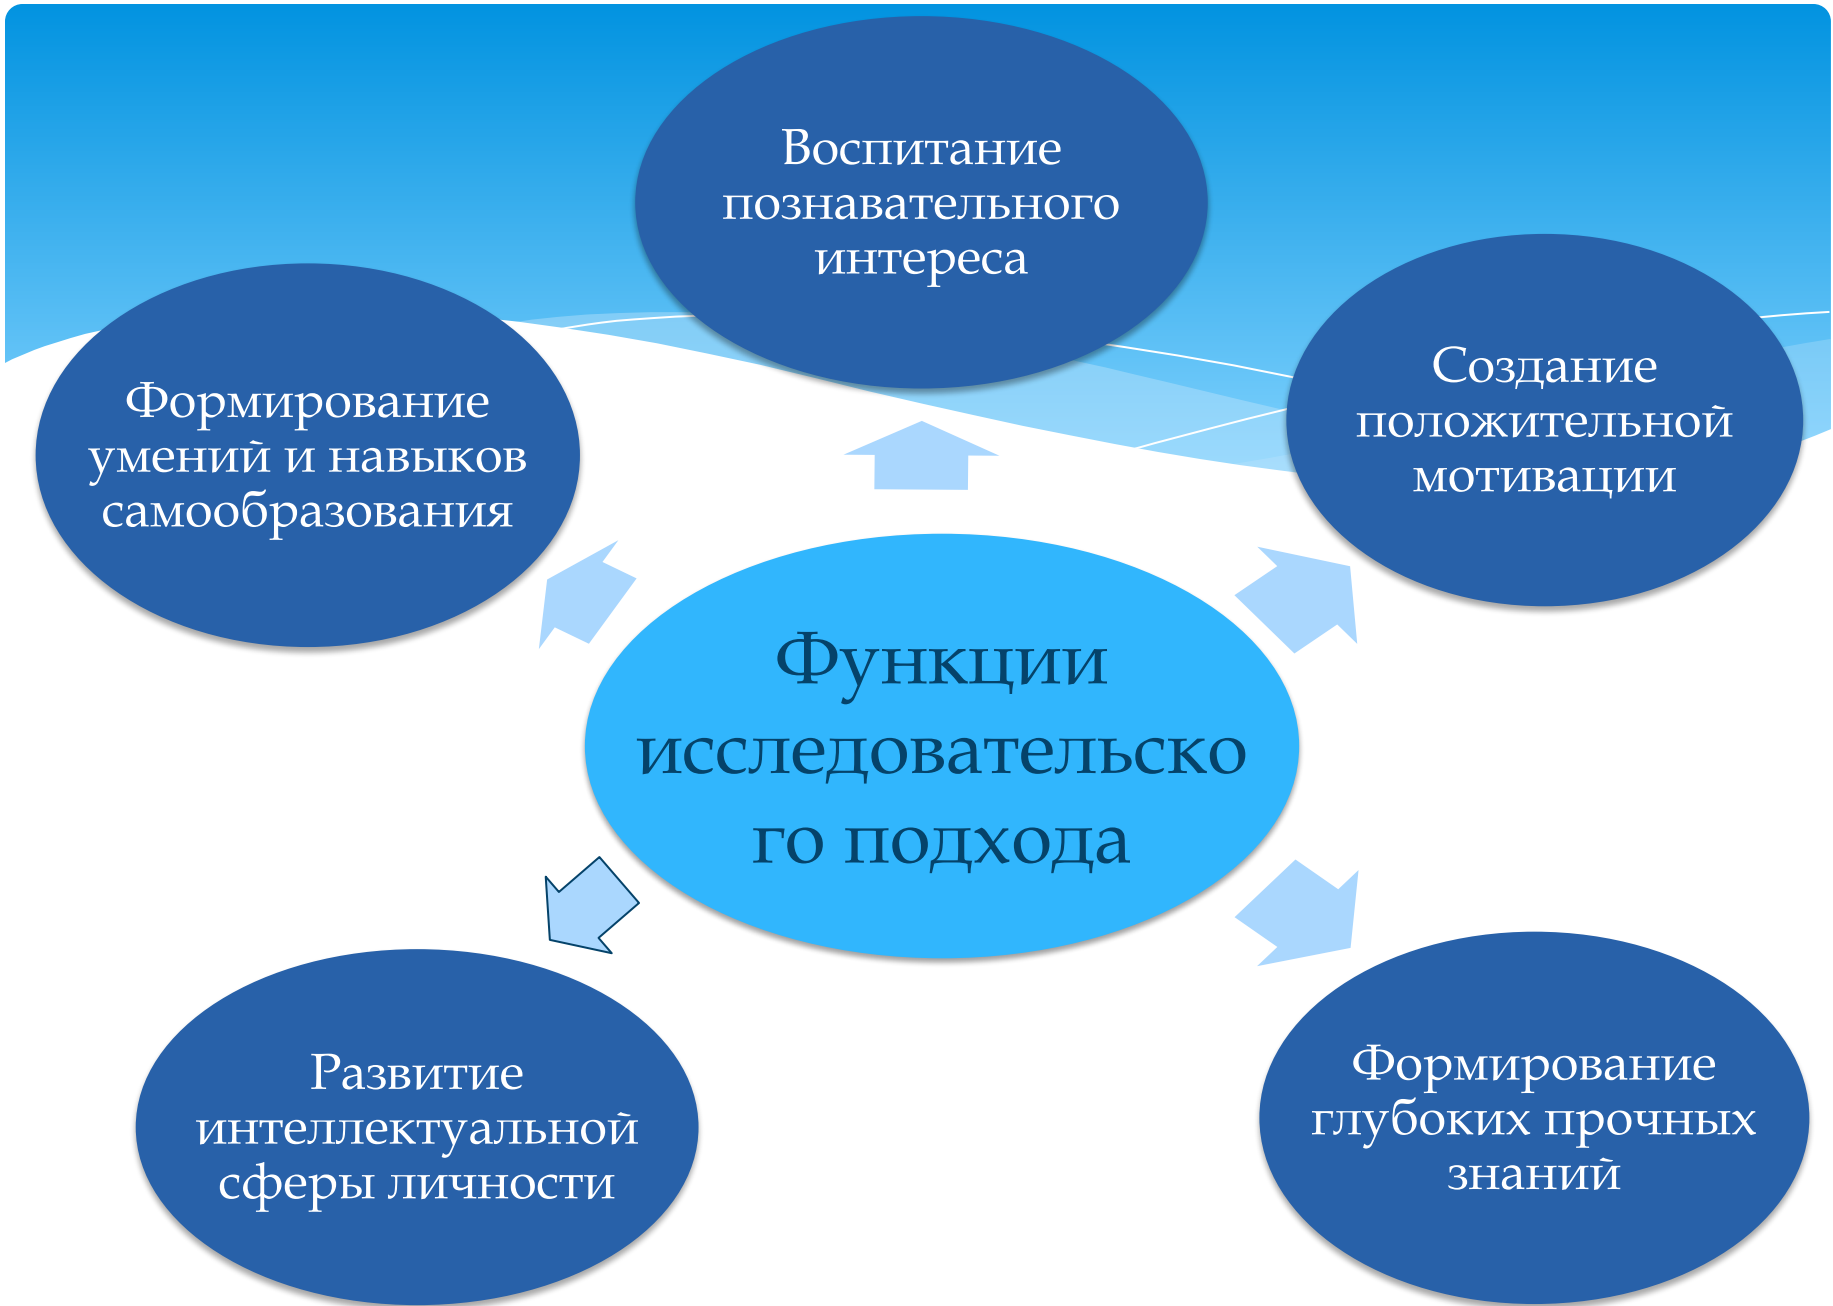 Воспитание
познавательного
интереса
Формирование
умений и навыков
самообразования
Создание
положительной
мотивации
Функции
исследовательско
го подхода
Развитие
интеллектуальной
сферы личности
Формирование
глубоких прочных
знаний